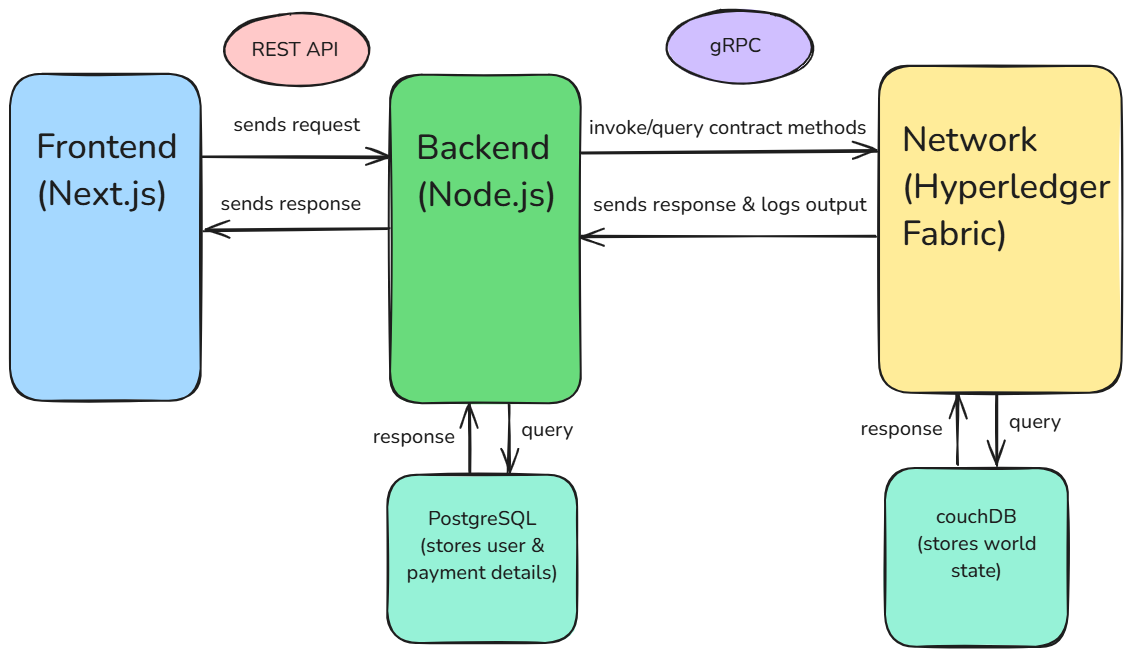 REST API
gRPC
Frontend
(Next.js)
sends request
sends response
Backend
(Node.js)
invoke/query contract methods
sends response & logs output
Network
(Hyperledger
Fabric)
response
query
response
query
PostgreSQL
(stores user &
payment details)
couchDB
(stores world
state)